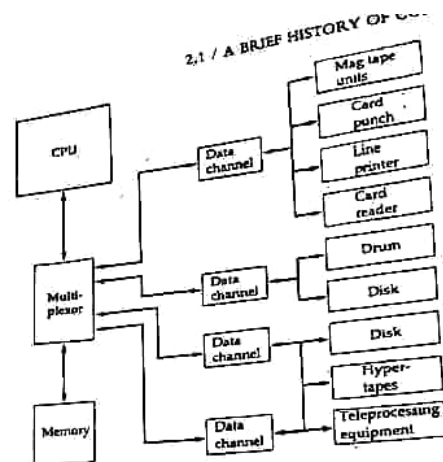 2.1 / A BRIEF HISTORY OF
Mag tape
units
Card
punch
Line
printer
Card
reader
CPU
Data
channel
Multi-
plexor
Data
channel
Drum
Disk
Data
channel
Disk
Hyper-
tapes
Memory
Data
channel
Teleprocessing
equipment